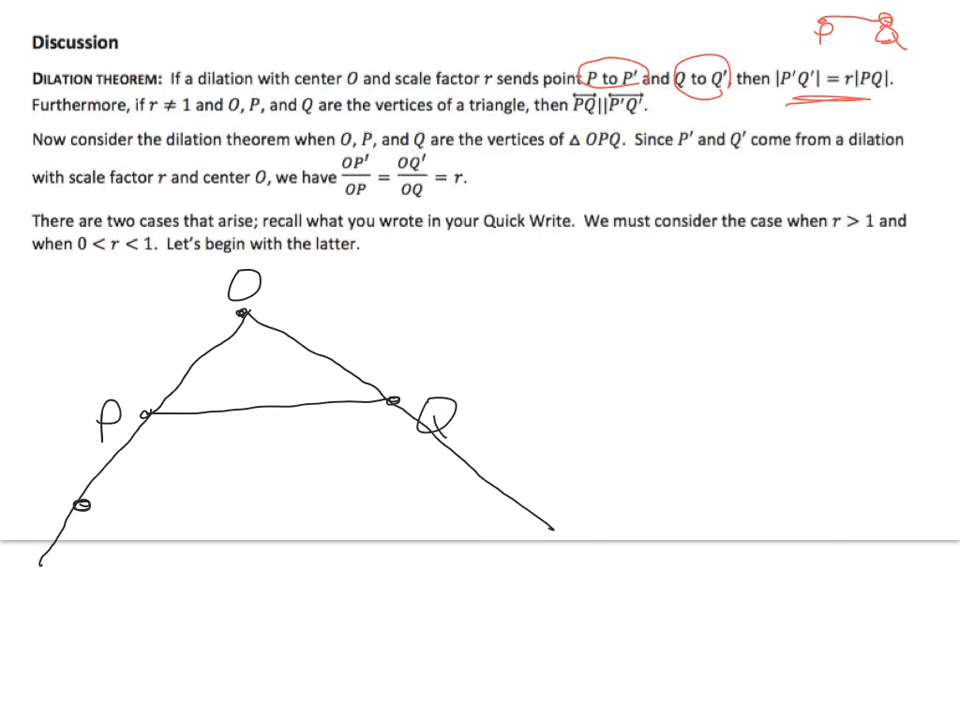 Discussion
P Q
DILATION THEOREM: If a dilation with center O and scale factor r sends point P to P′ and Q to Q′, then |P′Q′| = r|PQ|.
Furthermore, if r ≠ 1 and O, P, and Q are the vertices of a triangle, then PQ||P′Q′.
Now consider the dilation theorem when O, P, and Q are the vertices of △ OPQ. Since P′ and Q′ come from a dilation
with scale factor r and center O, we have OP′/OP = OQ′/OQ = r.
There are two cases that arise; recall what you wrote in your Quick Write. We must consider the case when r > 1 and
when 0 < r < 1. Let's begin with the latter.
O
P Q